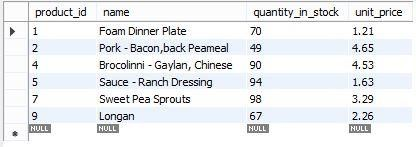 product_id name quantity_in_stock unit_price
1 Foam Dinner Plate 70 1.21
2 Pork - Bacon,back Peameal 49 4.65
4 Brocolinni - Gaylan, Chinese 90 4.53
5 Sauce - Ranch Dressing 94 1.63
7 Sweet Pea Sprouts 98 3.29
9 Longan 67 2.26
NULL NULL NULL NULL